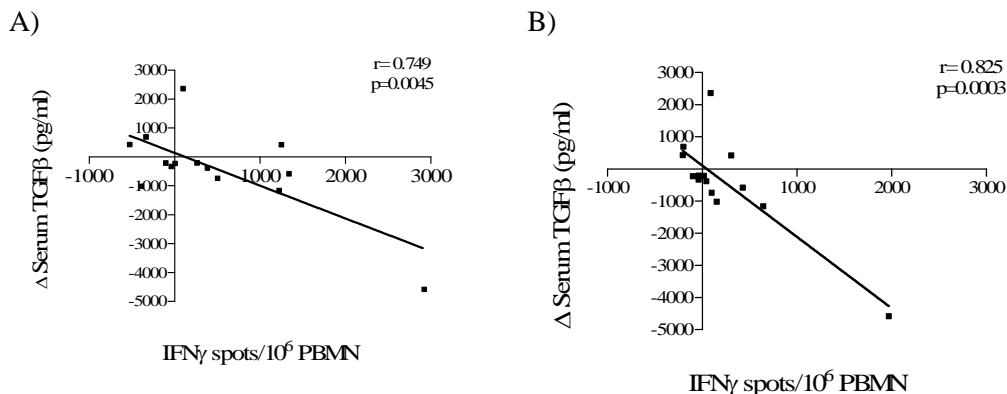 A)
r= 0.749
p=0.0045
Δ Serum TGFβ (pg/ml)
3000
2000
1000
-1000
-2000
-3000
-4000
-5000
-1000 1000 2000 3000
IFNγ spots/10⁶ PBMN
B)
r= 0.825
p=0.0003
Δ Serum TGFβ (pg/ml)
3000
2000
1000
-1000
-2000
-3000
-4000
-5000
-1000 1000 2000
IFNγ spots/10⁶ PBMN